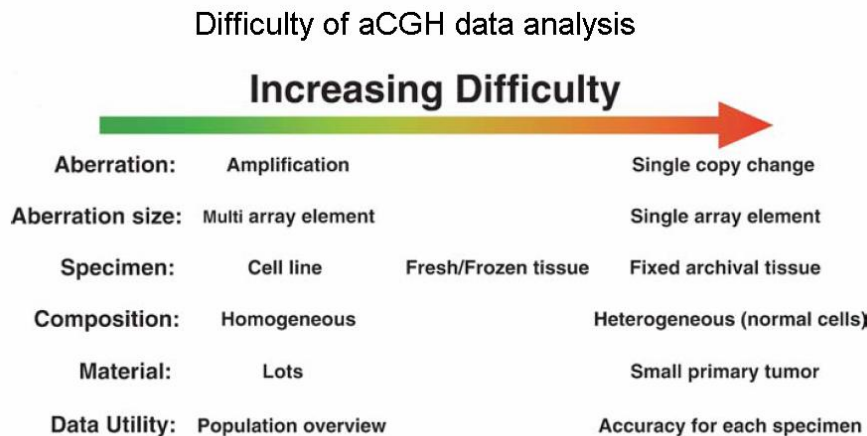 Difficulty of aCGH data analysis
Increasing Difficulty
Aberration: Amplification Single copy change
Aberration size: Multi array element Single array element
Specimen: Cell line Fresh/Frozen tissue Fixed archival tissue
Composition: Homogeneous Heterogeneous (normal cells)
Material: Lots Small primary tumor
Data Utility: Population overview Accuracy for each specimen